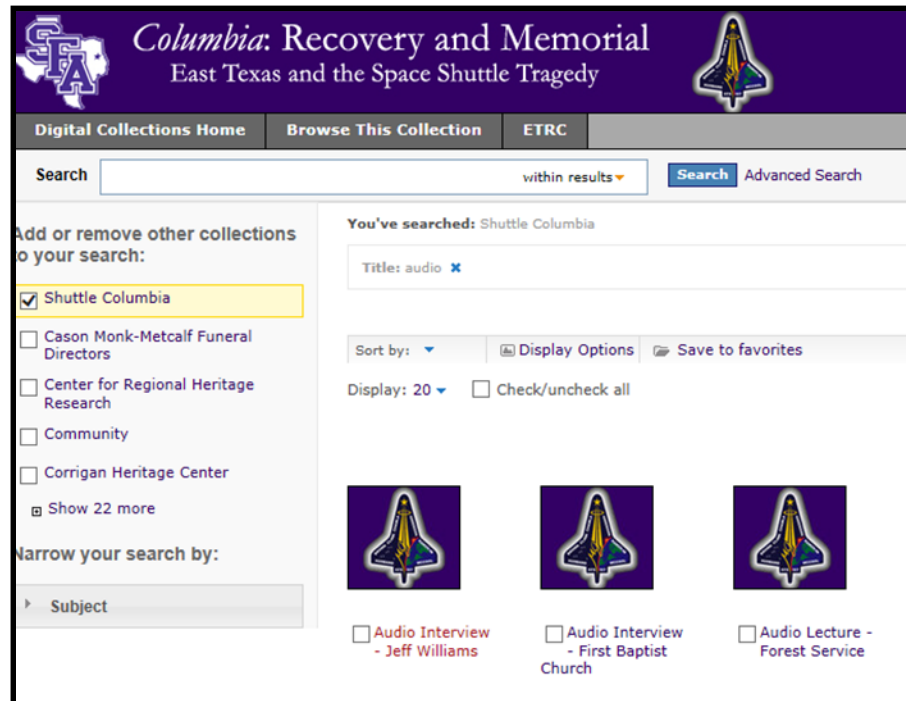 SFA
Columbia: Recovery and Memorial
East Texas and the Space Shuttle Tragedy
Digital Collections Home
Browse This Collection
ETRC
Search
within results
Search
Advanced Search
Add or remove other collections
to your search:
Shuttle Columbia
Cason Monk-Metcalf Funeral
Directors
Center for Regional Heritage
Research
Community
Corrigan Heritage Center
Show 22 more
Narrow your search by:
Subject
You've searched: Shuttle Columbia
Title: audio
Sort by:
Display Options
Save to favorites
Display: 20
Check/uncheck all
Audio Interview
- Jeff Williams
Audio Interview
- First Baptist
Church
Audio Lecture -
Forest Service